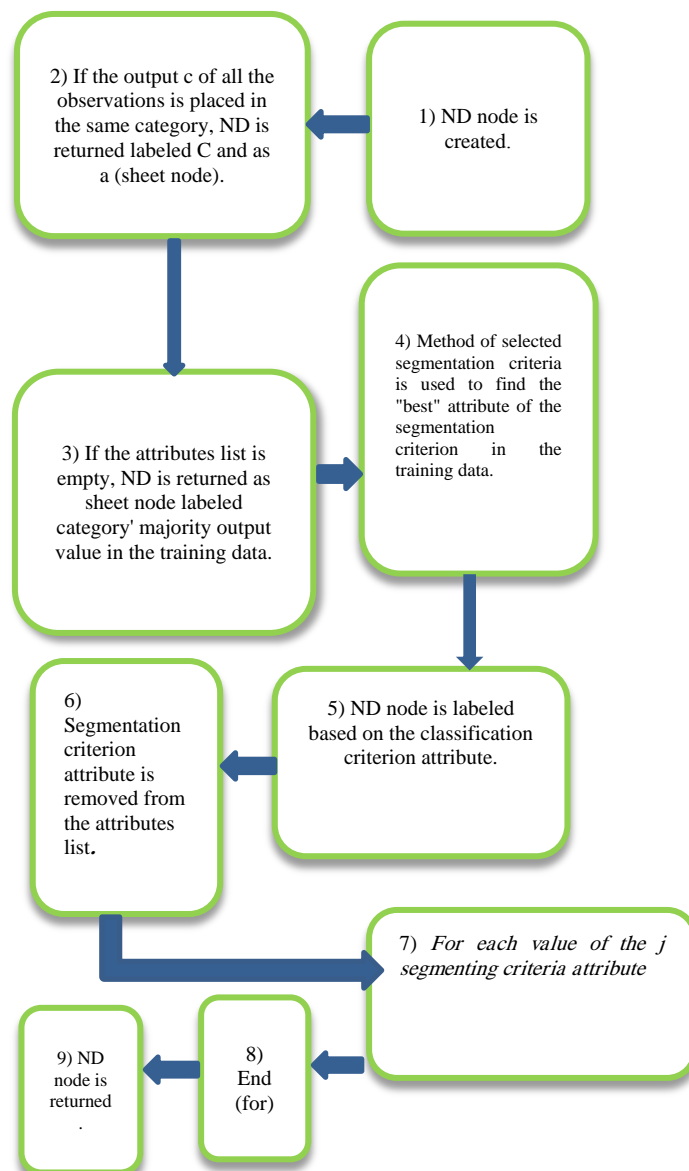 1) ND node is
created.
2) If the output c of all the
observations is placed in
the same category, ND is
returned labeled C and as
a (sheet node).
3) If the attributes list is
empty, ND is returned as
sheet node labeled
category' majority output
value in the training data.
4) Method of selected
segmentation criteria
is used to find the
"best" attribute of the
segmentation
criterion in the
training data.
5) ND node is labeled
based on the classification
criterion attribute.
6)
Segmentation
criterion
attribute is
removed from
the attributes
list.
7) For each value of the j
segmenting criteria attribute
8)
End
(for)
9) ND
node is
returned
.